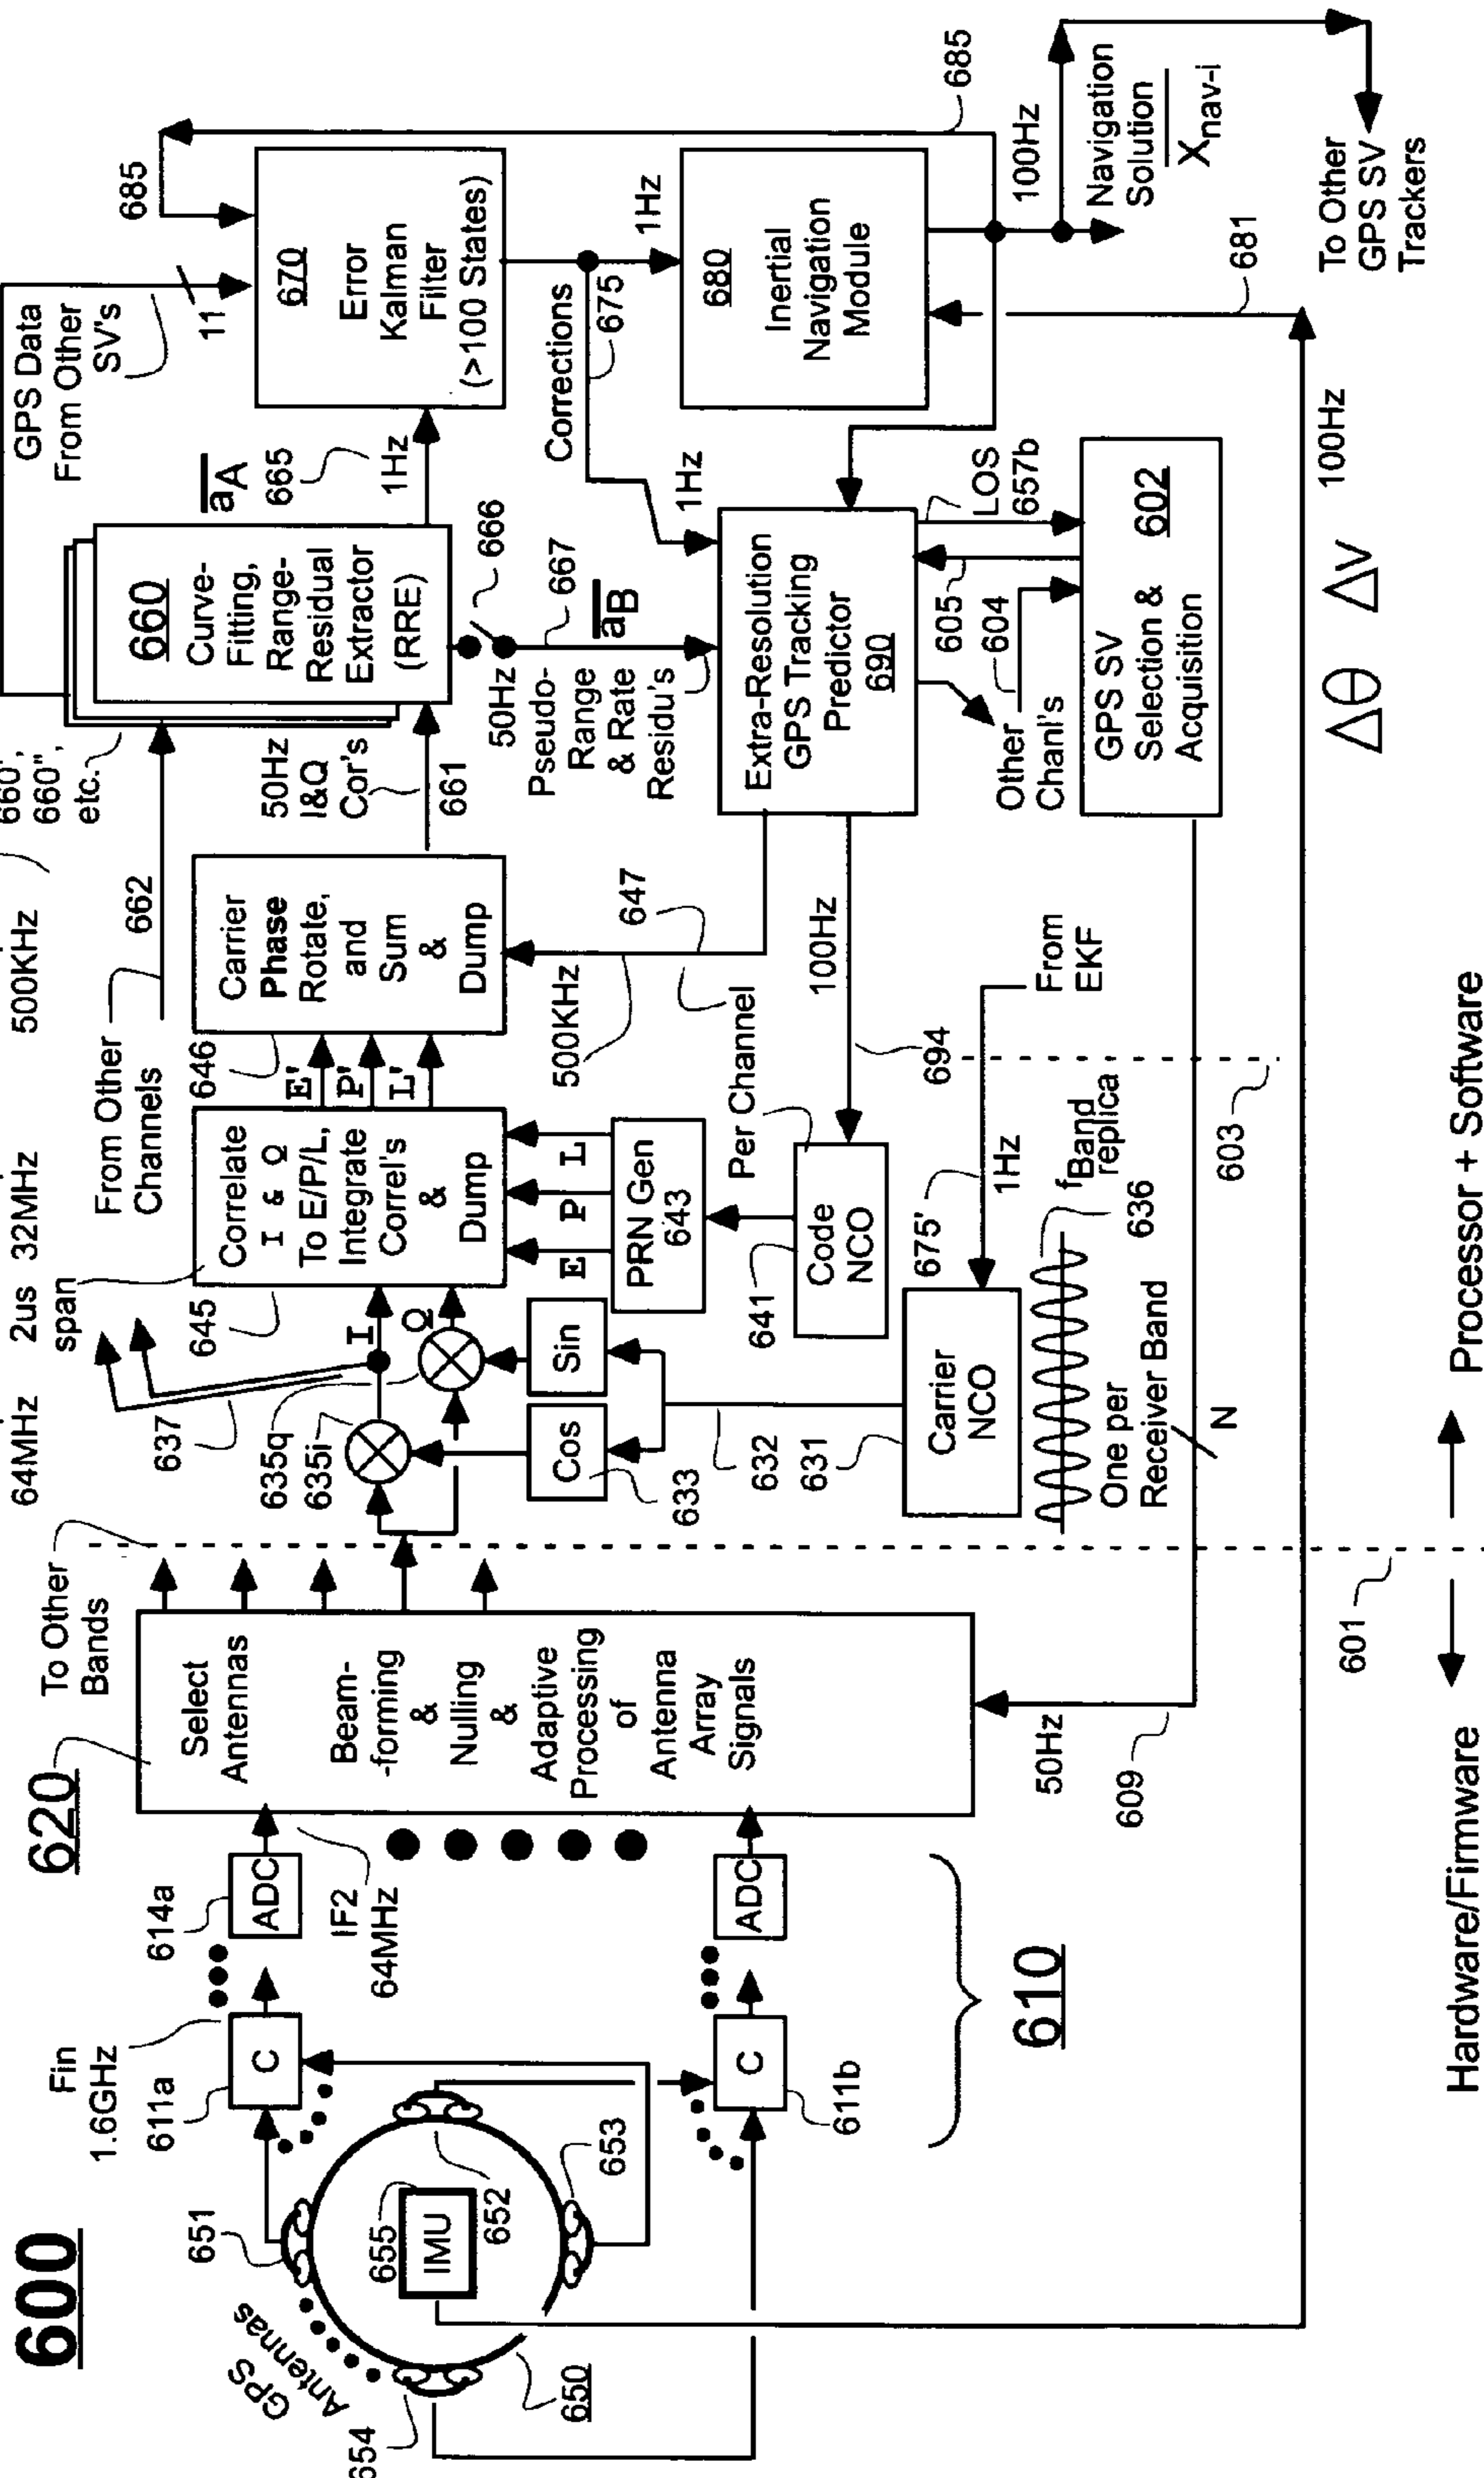 600
GPS
Antennas
654
651
650
655
IMU
652
653
Fin
1.6GHz
611a
C
C
611b
610
614a
ADC
ADC
IF2
64MHz
620
Select
Antennas
Beam-
-forming
&
Nulling
&
Adaptive
Processing
of
Antenna
Array
Signals
50Hz
609
To Other
Bands
601
Hardware/Firmware
Processor + Software
64MHz
2us
span
32MHz
500KHz
637
635q
635i
I
Q
Cos
Sin
633
632
631
Carrier
NCO
675'
1Hz
From
EKF
fBand
replica
636
One per
Receiver Band
N
603
645
Correlate
I & Q
To E/P/L,
Integrate
Correl's
&
Dump
E
P
L
PRN Gen
643
641
Code
NCO
Per Channel
694
100Hz
646
E'
P'
L'
Carrier
Phase
Rotate,
and
Sum
&
Dump
500KHz
647
From Other
Channels
662
660',
660",
etc.
50Hz
I&Q
Cor's
661
660
Curve-
Fitting,
Range-
Residual
Extractor
(RRE)
GPS Data
From Other
SV's
11
aA
665
1Hz
666
667
aB
50Hz
Pseudo-
Range
& Rate
Residu's
Extra-Resolution
GPS Tracking
Predictor
690
685
670
Error
Kalman
Filter
(>100 States)
Corrections
675
1Hz
1Hz
680
Inertial
Navigation
Module
LOS
657b
605
604
Other
Chanl's
GPS SV
Selection &
Acquisition
602
685
100Hz
Navigation
Solution
Xnav-i
681
To Other
GPS SV
Trackers
100Hz
Δθ ΔV